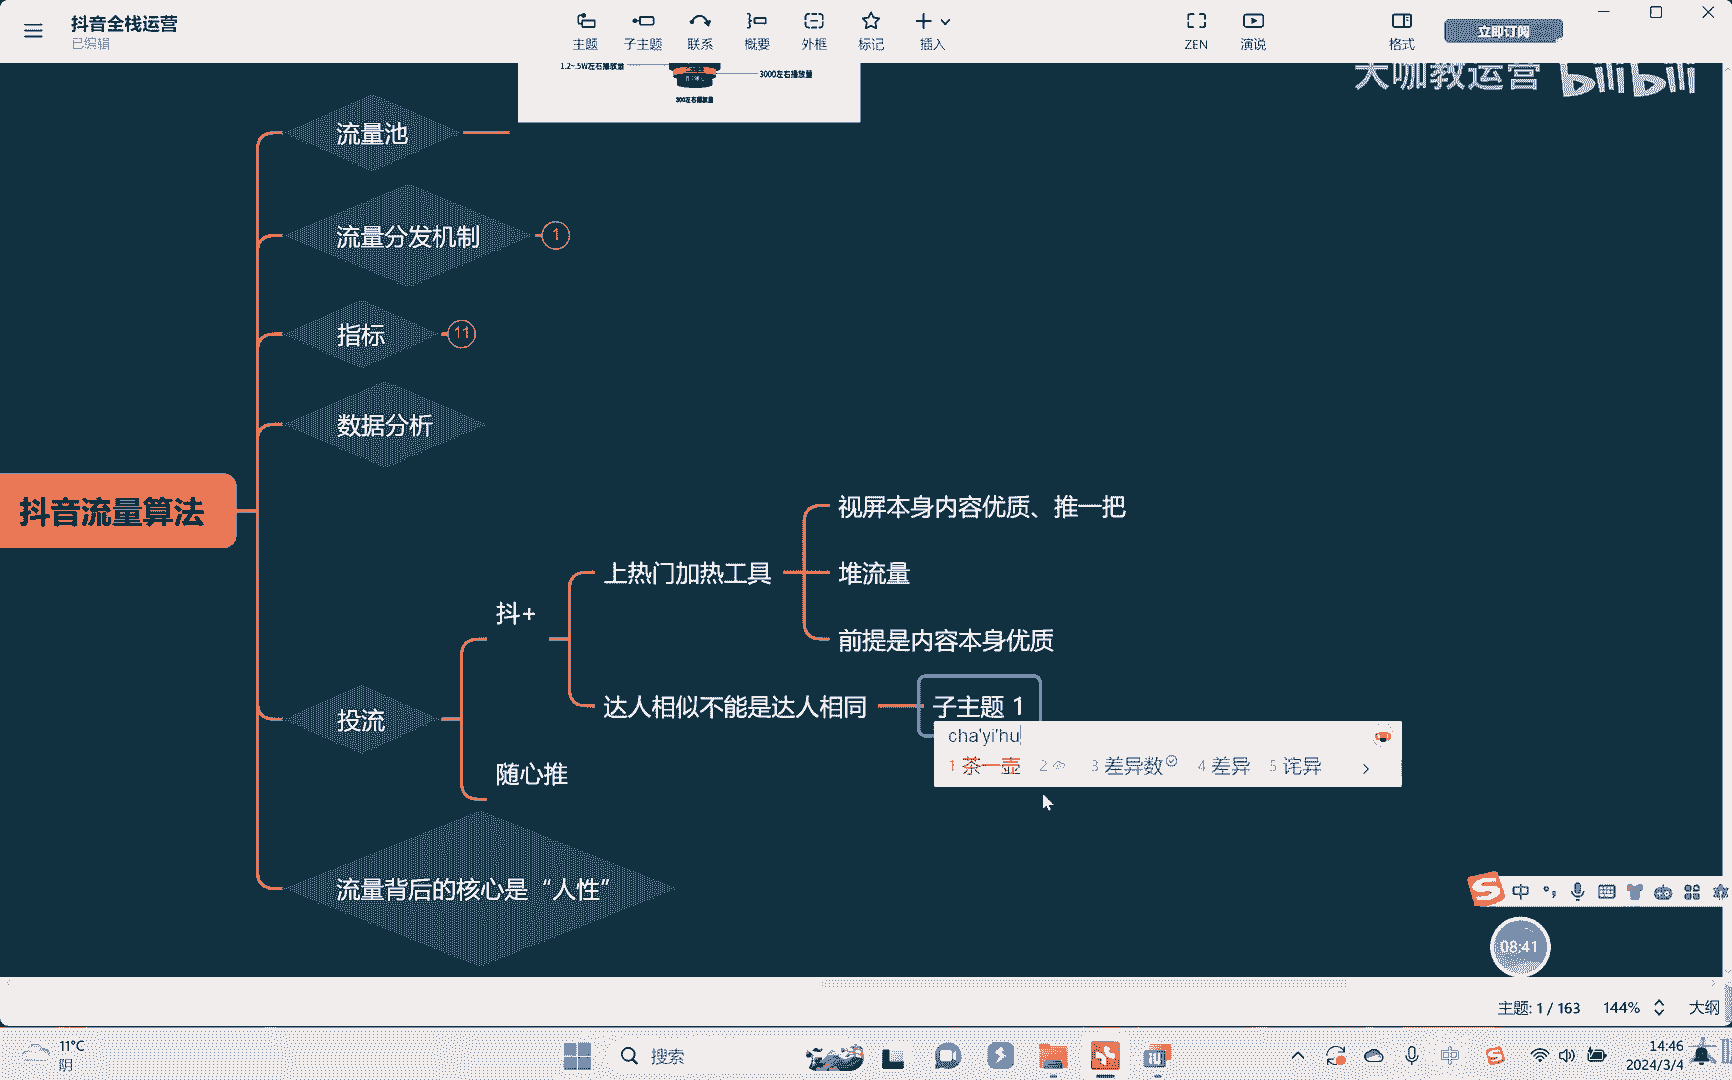 抖音全栈运营
已编辑
主题
子主题
联系
概要
外框
标记
插入
ZEN
演说
格式
立即订阅
1.2~.5W左右播放量
3000左右播放量
300左右播放量
大咖教运营 bilibili
流量池
流量分发机制
1
指标
11
数据分析
抖音流量算法
视屏本身内容优质、推一把
上热门加热工具
堆流量
抖+
前提是内容本身优质
达人相似不能是达人相同
子主题 1
投流
cha'yi'hu
1 茶一壶 2 3 差异数 4 差异 5 诧异
随心推
流量背后的核心是“人性”
中
08:41
主题: 1 / 163
144%
大纲
11°C
阴
搜索
中
14:46
2024/3/4